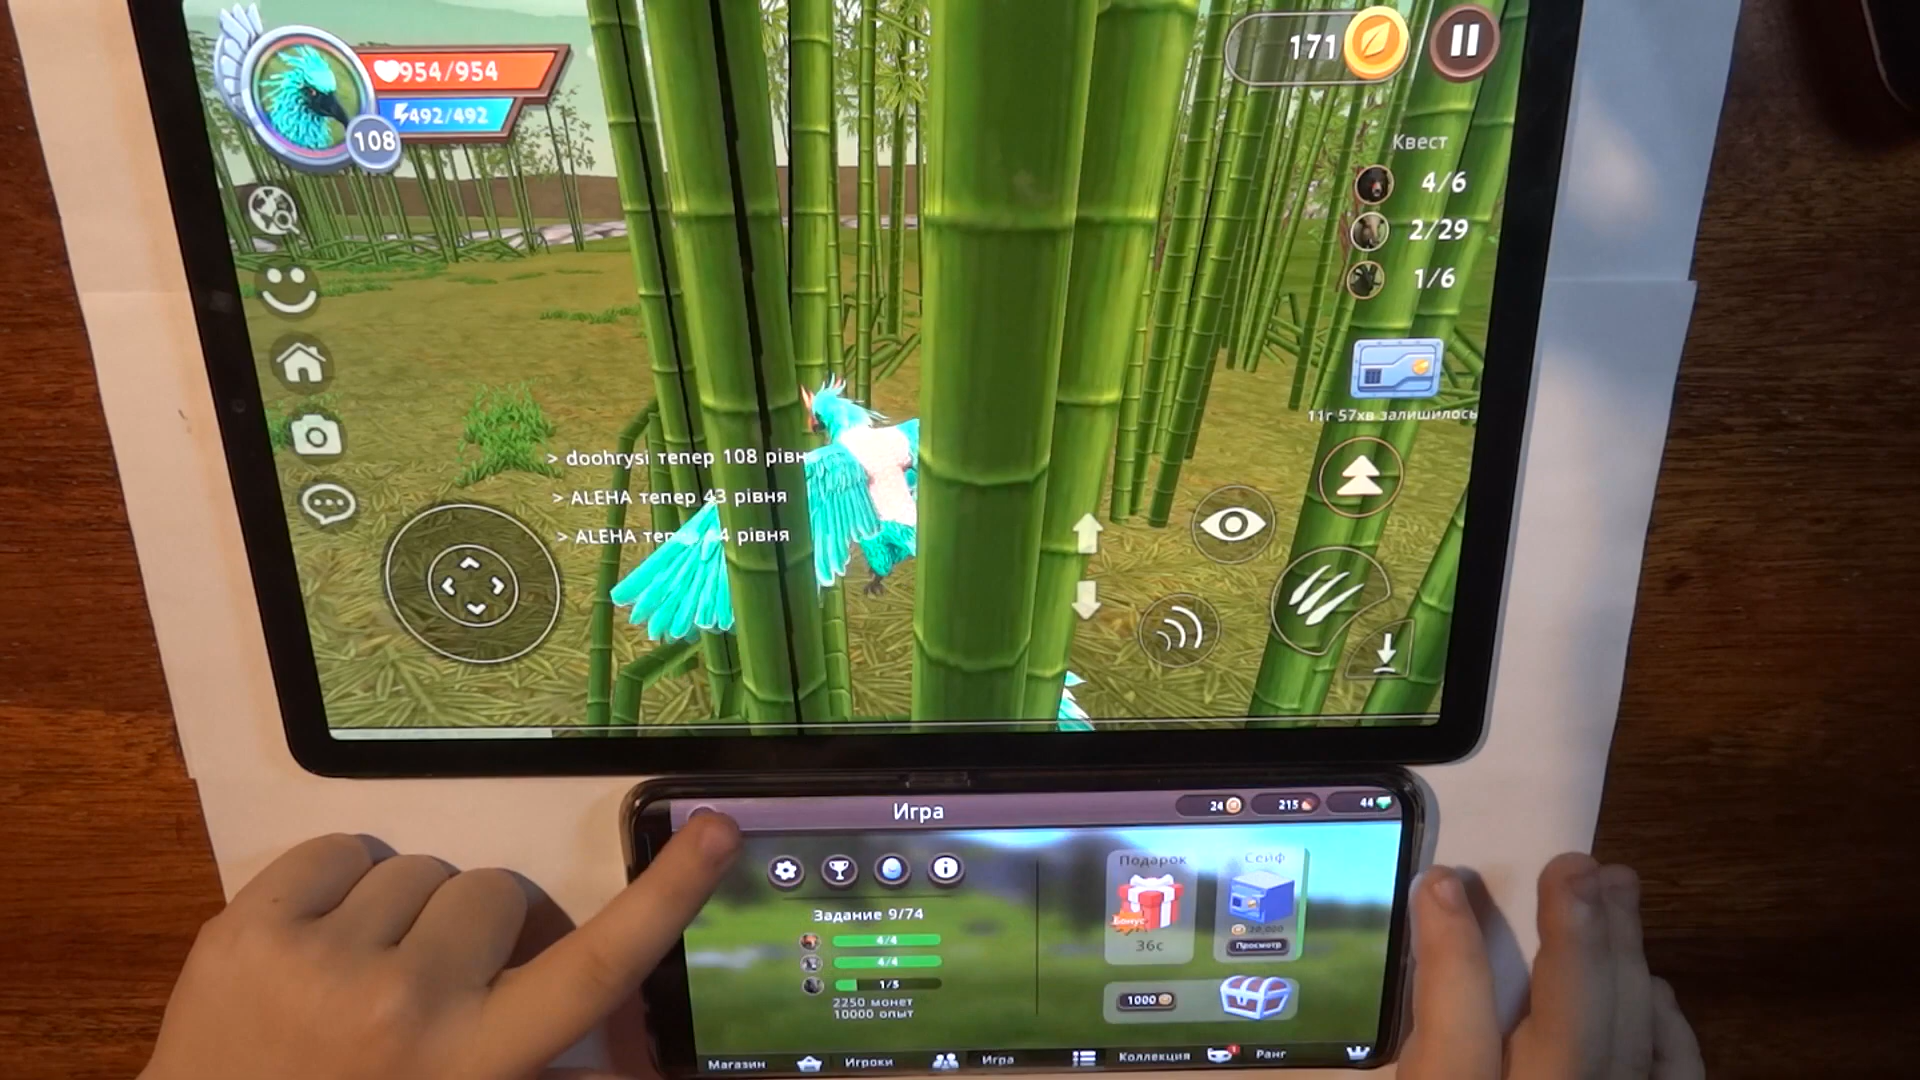 954/954
492/492
108
171
Квест
4/6
2/29
1/6
11г 57хв залишилось
> doohrysi тепер 108 рівн
> ALEHA тепер 43 рівня
> ALEHA 4 рівня
Игра
24
215
44
Задание 9/74
4/4
4/4
1/5
2250 монет
10000 опыт
Подарок
Бонус
36с
Сейф
Просмотр
1000
Магазин
Игроки
Игра
Коллекция
1
Ранг